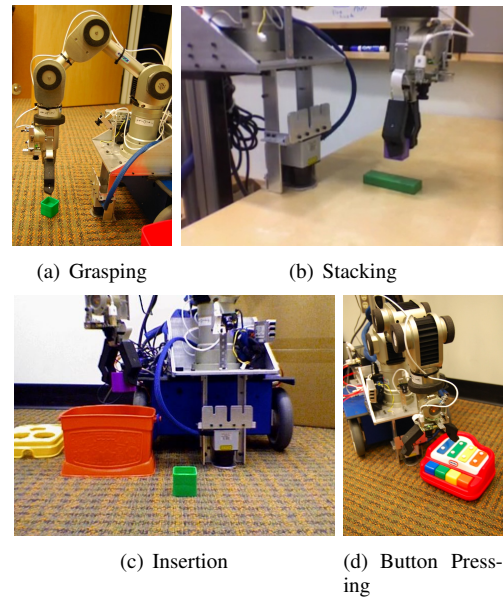 (a) Grasping
(b) Stacking
(c) Insertion
(d) Button Press-
ing